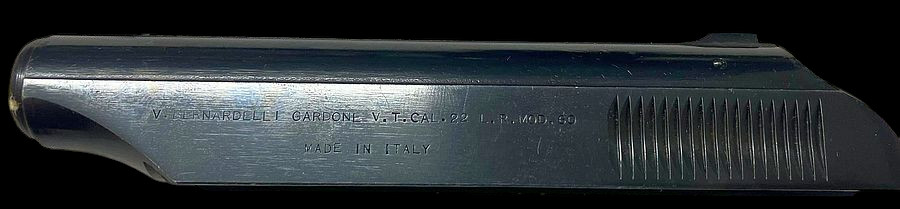 V. BERNARDELLI GARDONE V.T. CAL. 22 L.R. MOD. 60
MADE IN ITALY